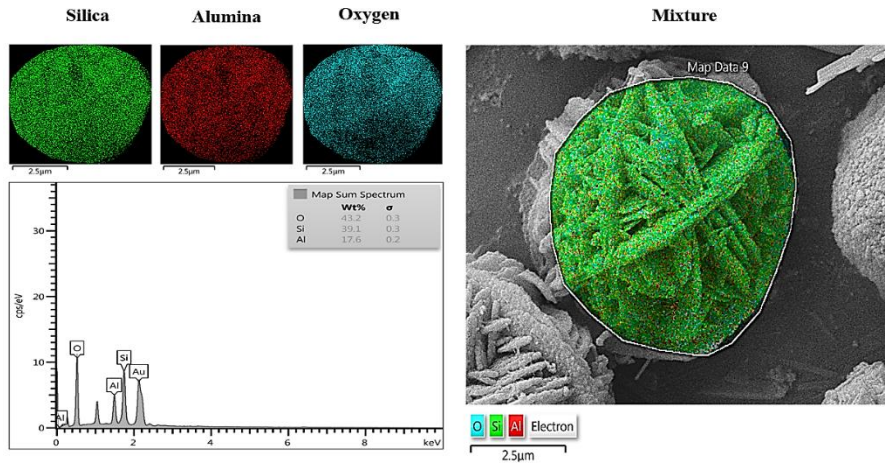 Silica Alumina Oxygen Mixture
Map Data 9
2.5µm 2.5µm 2.5µm
Map Sum Spectrum
Wt% σ
O 43.2 0.3
Si 39.1 0.3
Al 17.6 0.2
30
20
cps/eV
10
O
Si
Au
Al
Al
0
0 2 4 6 8 keV
O Si Al Electron
2.5µm